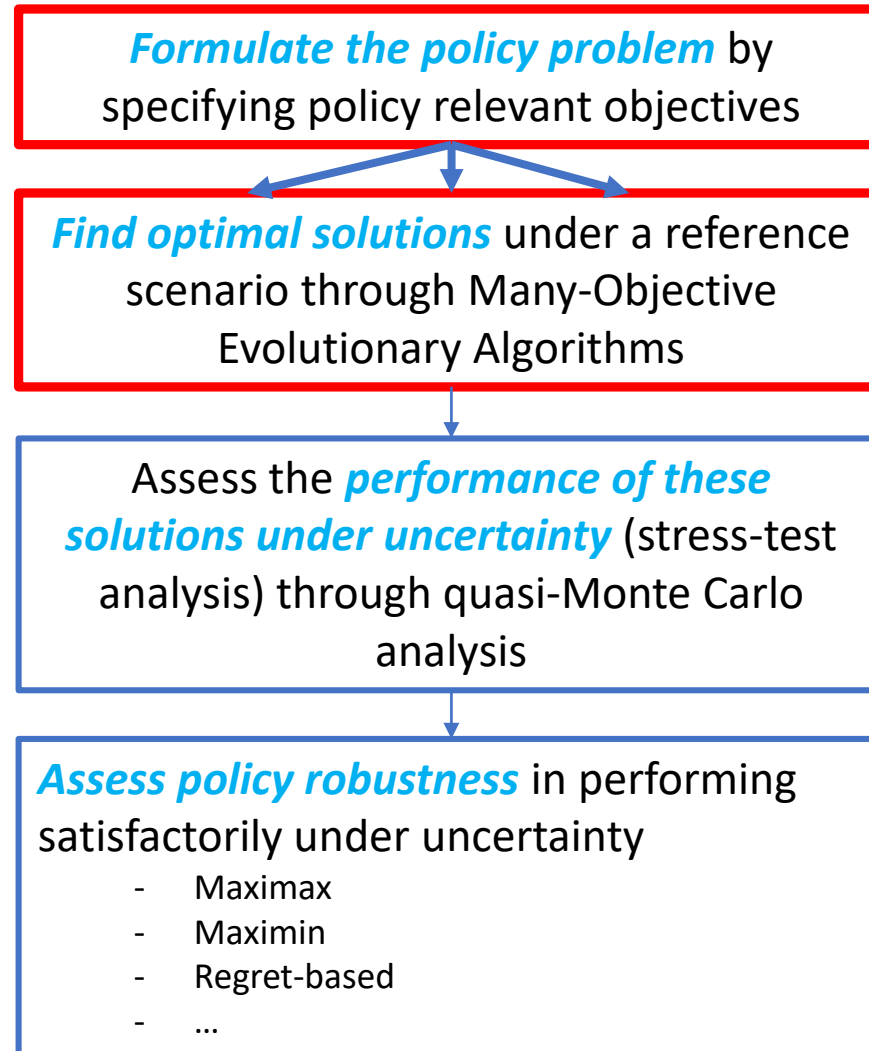 Formulate the policy problem by
specifying policy relevant objectives
Find optimal solutions under a reference
scenario through Many-Objective
Evolutionary Algorithms
Assess the performance of these
solutions under uncertainty (stress-test
analysis) through quasi-Monte Carlo
analysis
Assess policy robustness in performing
satisfactorily under uncertainty
- Maximax
- Maximin
- Regret-based
- …